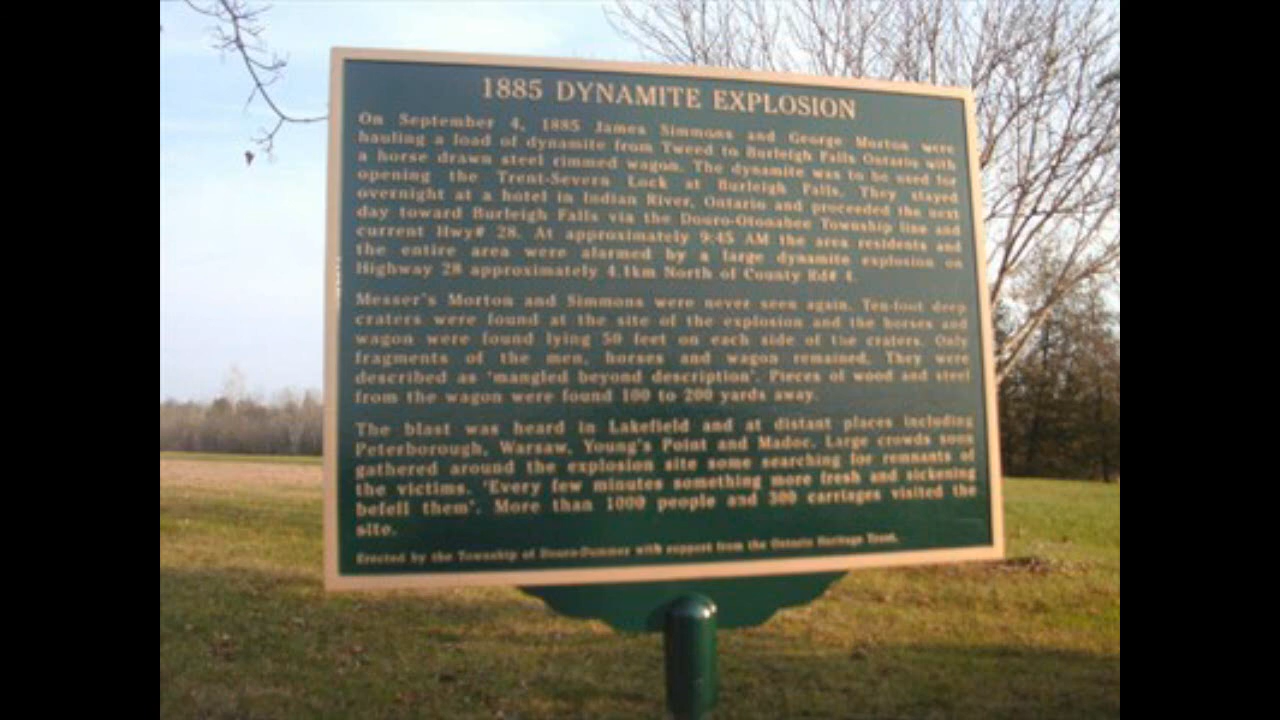 1885 DYNAMITE EXPLOSION
On September 4, 1885 James Simmons and George Morton were
hauling a load of dynamite from Tweed to Burleigh Falls Ontario with
a horse drawn steel rimmed wagon. The dynamite was to be used for
opening the Trent-Severn Lock at Burleigh Falls. They stayed
overnight at a hotel in Indian River, Ontario and proceeded the next
day toward Burleigh Falls via the Douro-Otonabee Township line and
current Hwy# 28. At approximately 9:45 AM the area residents and
the entire area were alarmed by a large dynamite explosion on
Highway 28 approximately 4.1km North of County Rd# 4.
Messer's Morton and Simmons were never seen again. Ten-foot deep
craters were found at the site of the explosion and the horses and
wagon were found lying 50 feet on each side of the craters. Only
fragments of the men, horses and wagon remained. They were
described as 'mangled beyond description'. Pieces of wood and steel
from the wagon were found 100 to 200 yards away.
The blast was heard in Lakefield and at distant places including
Peterborough, Warsaw, Young's Point and Madoc. Large crowds soon
gathered around the explosion site some searching for remnants of
the victims. 'Every few minutes something more fresh and sickening
befell them'. More than 1000 people and 300 carriages visited the
site.
Erected by the Township of Douro-Dummer with support from the Ontario Heritage Trust.